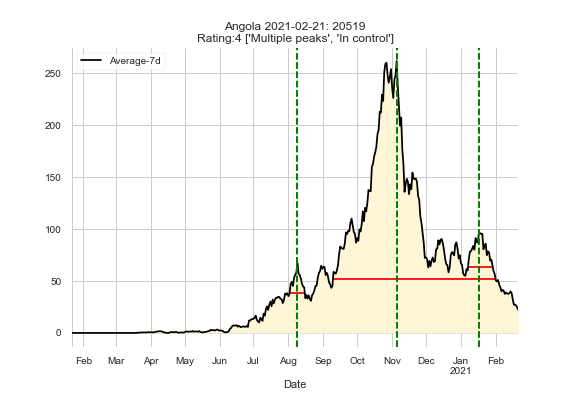 Angola 2021-02-21: 20519
Rating:4 ['Multiple peaks', 'In control']
Average-7d
250
200
150
100
50
0
Feb Mar Apr May Jun Jul Aug Sep Oct Nov Dec Jan Feb
2021
Date